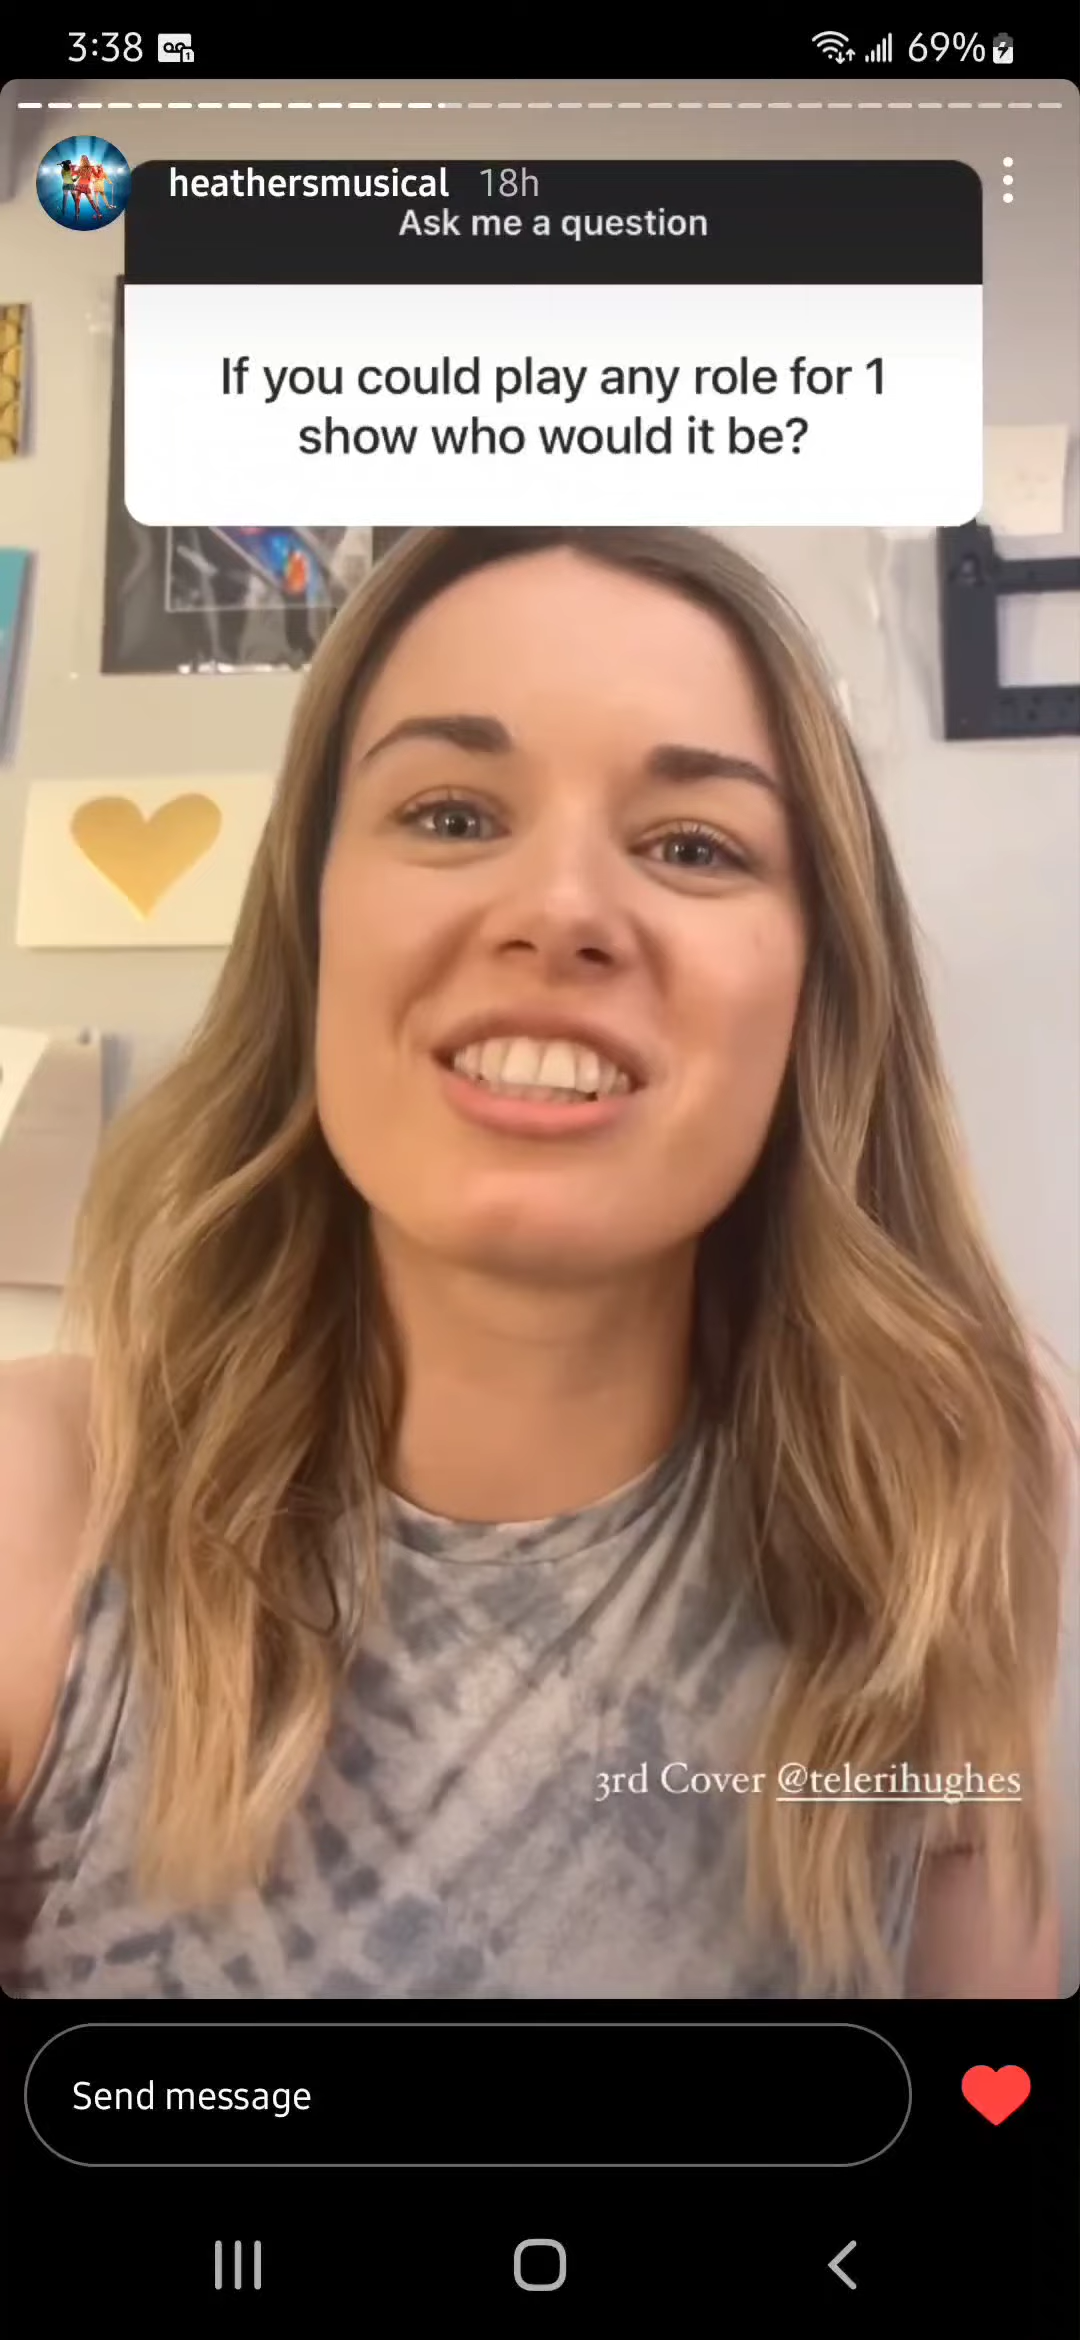 3:38
69%
heathersmusical 18h
Ask me a question
If you could play any role for 1
show who would it be?
3rd Cover @telerihughes
Send message